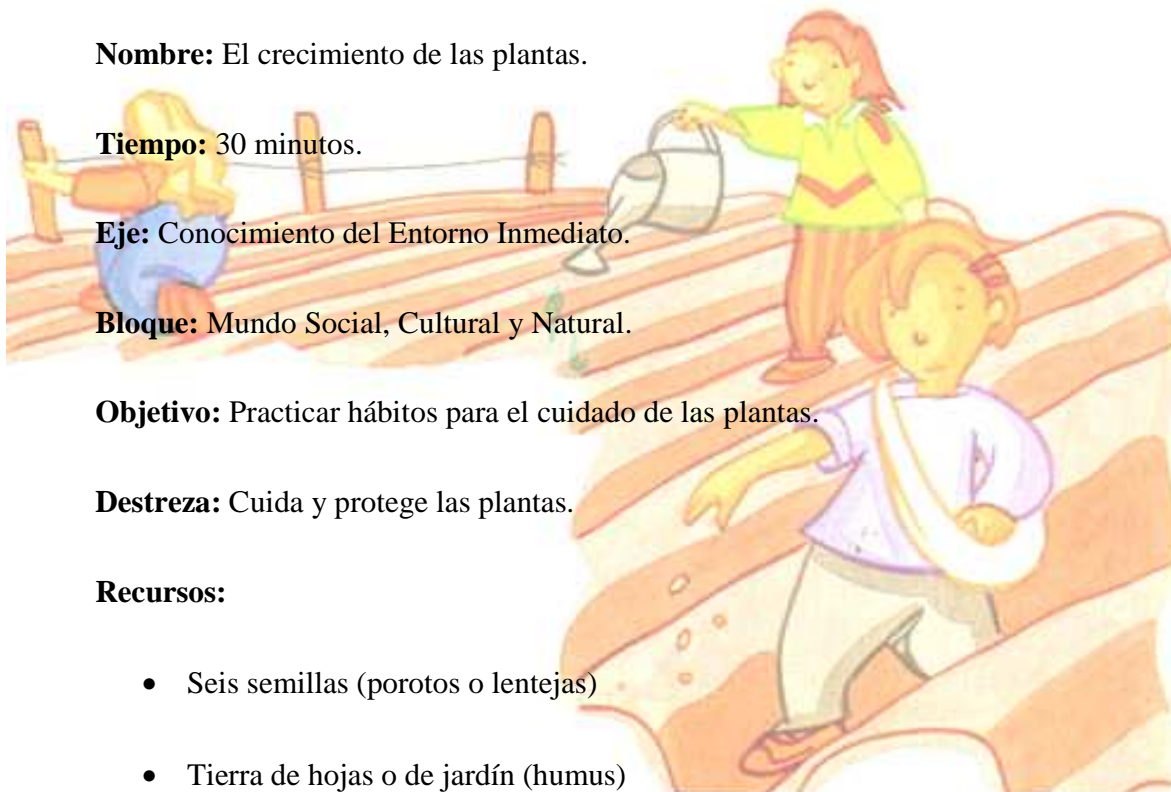 Nombre: El crecimiento de las plantas.
Tiempo: 30 minutos.
Eje: Conocimiento del Entorno Inmediato.
Bloque: Mundo Social, Cultural y Natural.
Objetivo: Practicar hábitos para el cuidado de las plantas.
Destreza: Cuida y protege las plantas.
Recursos:
• Seis semillas (porotos o lentejas)
• Tierra de hojas o de jardín (humus)